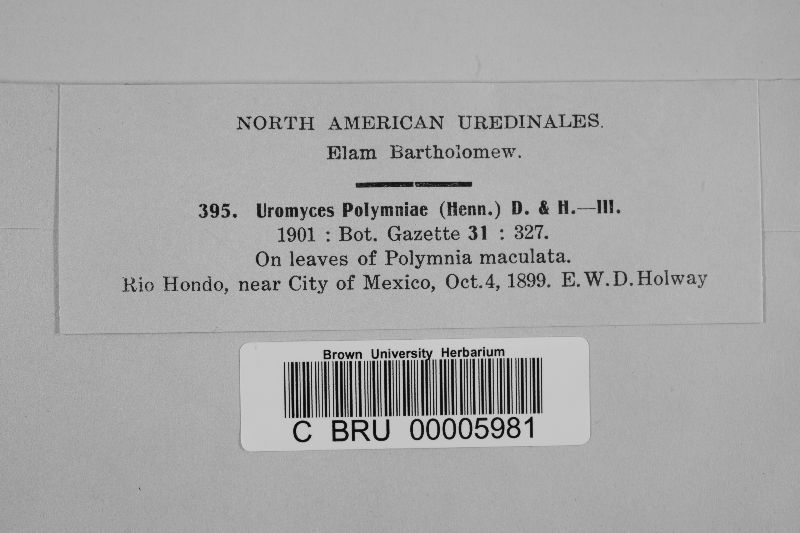 NORTH AMERICAN UREDINALES.
Elam Bartholomew.
395. Uromyces Polymniae (Henn.) D. & H.—III.
1901 : Bot. Gazette 31 : 327.
On leaves of Polymnia maculata.
Rio Hondo, near City of Mexico, Oct. 4, 1899. E. W. D. Holway
Brown University Herbarium
C BRU 00005981